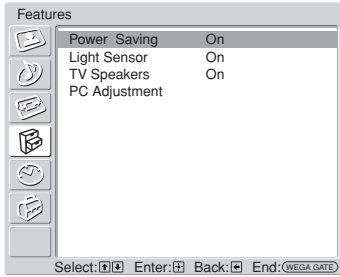 Features
Power Saving On
Light Sensor On
TV Speakers On
PC Adjustment
Select: Enter: Back: End: WEGA GATE